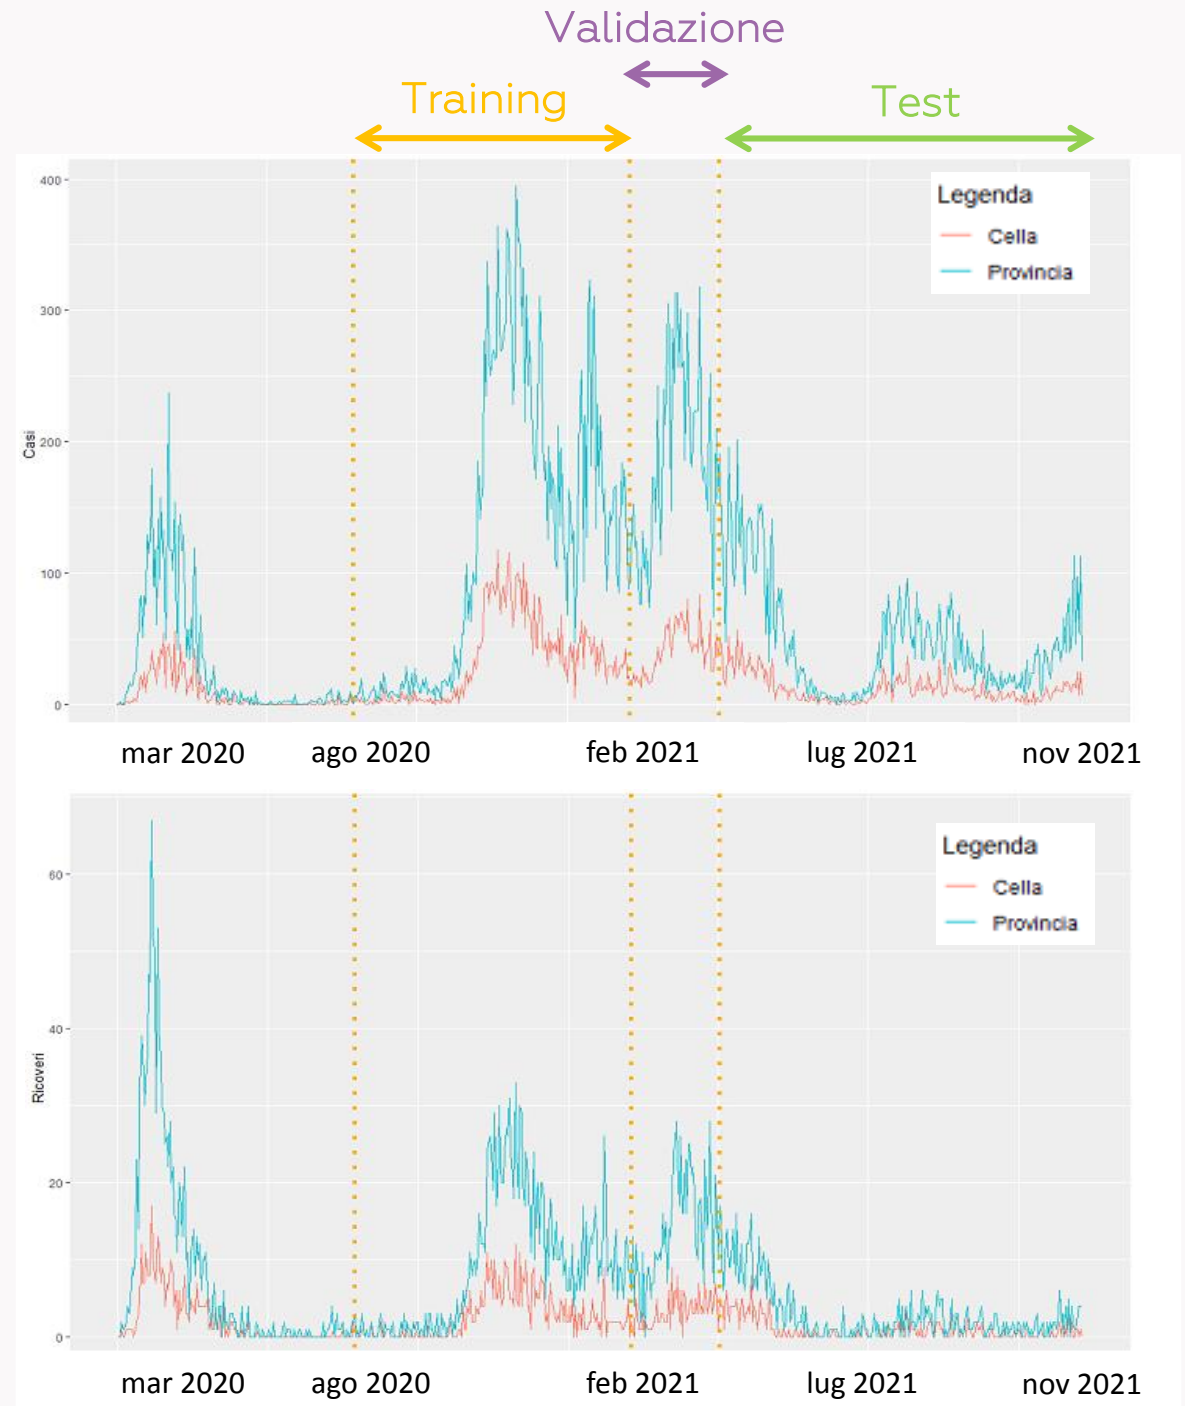 Validazione
Training
Test
400
300
200
100
0
Casi
Legenda
Cella
Provincia
mar 2020 ago 2020 feb 2021 lug 2021 nov 2021
60
40
20
0
Ricoveri
Legenda
Cella
Provincia
mar 2020 ago 2020 feb 2021 lug 2021 nov 2021